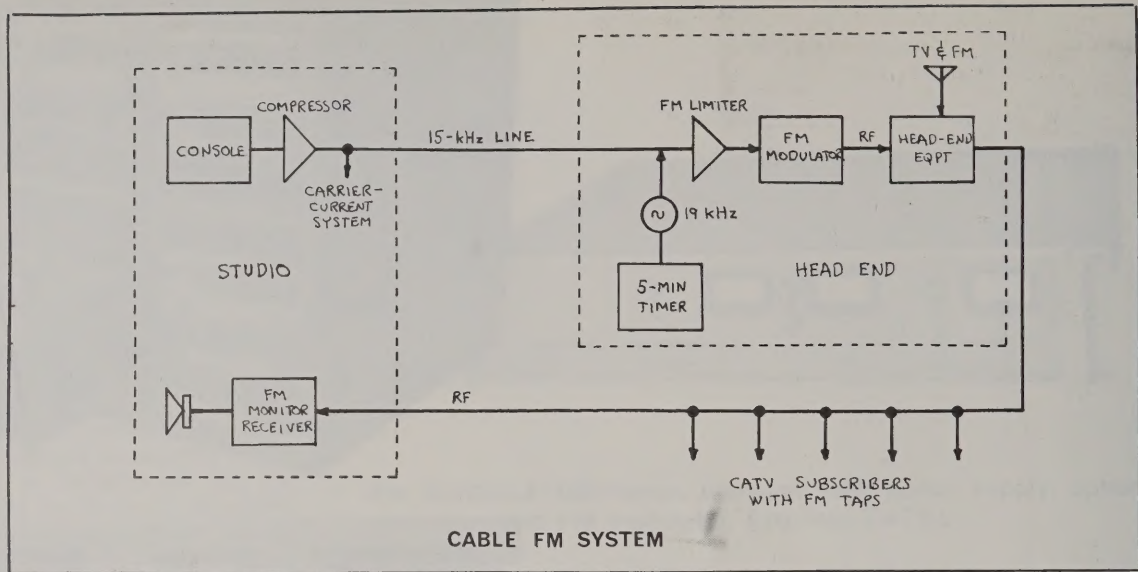 COMPRESSOR
CONSOLE
CARRIER-
CURRENT
SYSTEM
STUDIO
15-kHz LINE
TV & FM
FM LIMITER
FM
MODULATOR
RF
HEAD-END
EQPT
~
19 kHz
5-MIN
TIMER
HEAD END
FM
MONITOR
RECEIVER
RF
CATV SUBSCRIBERS
WITH FM TAPS
CABLE FM SYSTEM